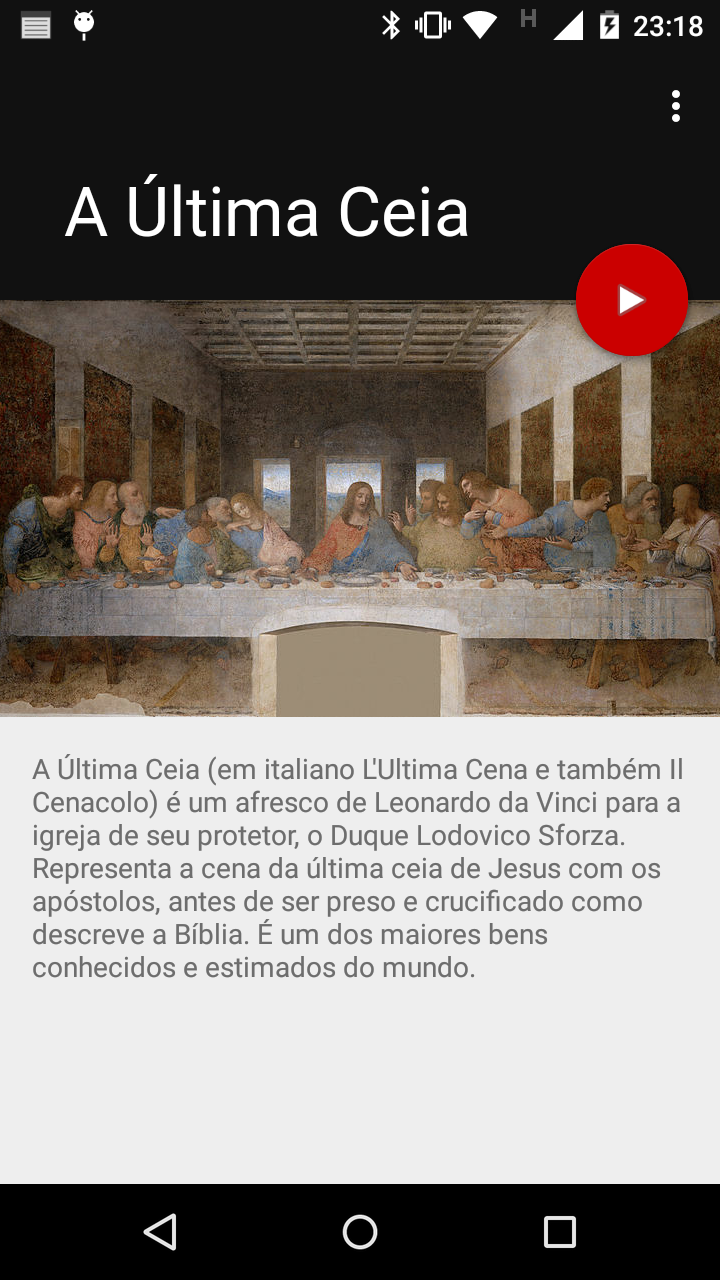 H
23:18
A Última Ceia
A Última Ceia (em italiano L'Ultima Cena e também Il
Cenacolo) é um afresco de Leonardo da Vinci para a
igreja de seu protetor, o Duque Lodovico Sforza.
Representa a cena da última ceia de Jesus com os
apóstolos, antes de ser preso e crucificado como
descreve a Bíblia. É um dos maiores bens
conhecidos e estimados do mundo.